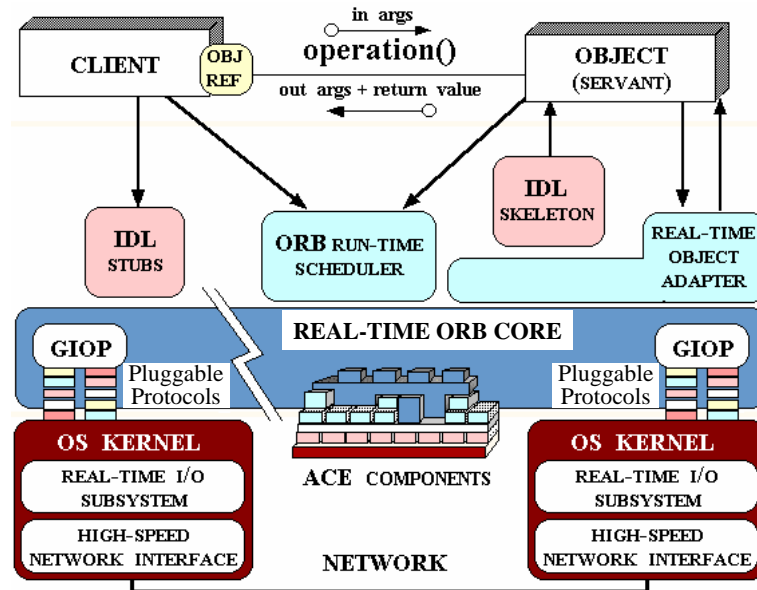 in args
operation()
out args + return value
CLIENT
OBJ
REF
OBJECT
(SERVANT)
IDL
STUBS
ORB RUN-TIME
SCHEDULER
IDL
SKELETON
REAL-TIME
OBJECT
ADAPTER
REAL-TIME ORB CORE
GIOP
Pluggable
Protocols
GIOP
Pluggable
Protocols
OS KERNEL
REAL-TIME I/O
SUBSYSTEM
HIGH-SPEED
NETWORK INTERFACE
ACE COMPONENTS
NETWORK
OS KERNEL
REAL-TIME I/O
SUBSYSTEM
HIGH-SPEED
NETWORK INTERFACE